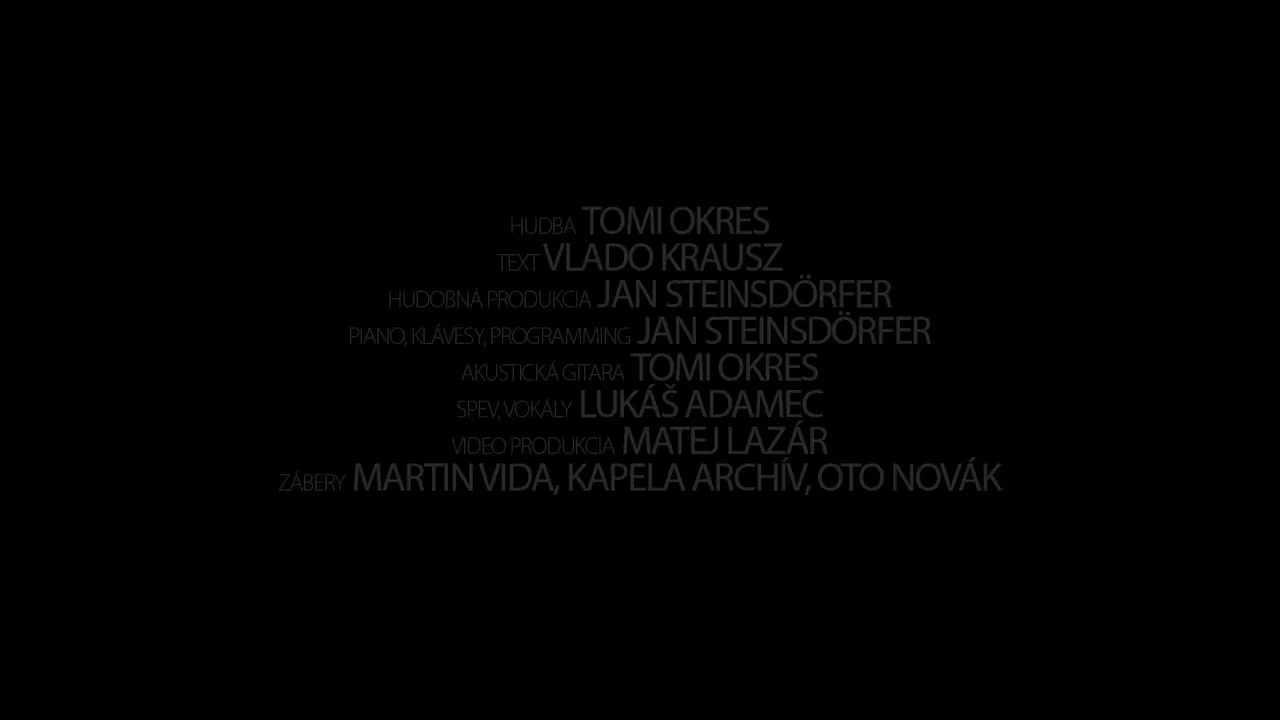 HUDBA TOMI OKRES
TEXT VLADO KRAUSZ
HUDOBNÁ PRODUKCIA JAN STEINSDÖRFER
PIANO, KLÁVESY, PROGRAMMING JAN STEINSDÖRFER
AKUSTICKÁ GITARA TOMI OKRES
SPEV, VOKÁLY LUKÁŠ ADAMEC
VIDEO PRODUKCIA MATEJ LAZÁR
ZÁBERY MARTIN VIDA, KAPELA ARCHÍV, OTO NOVÁK